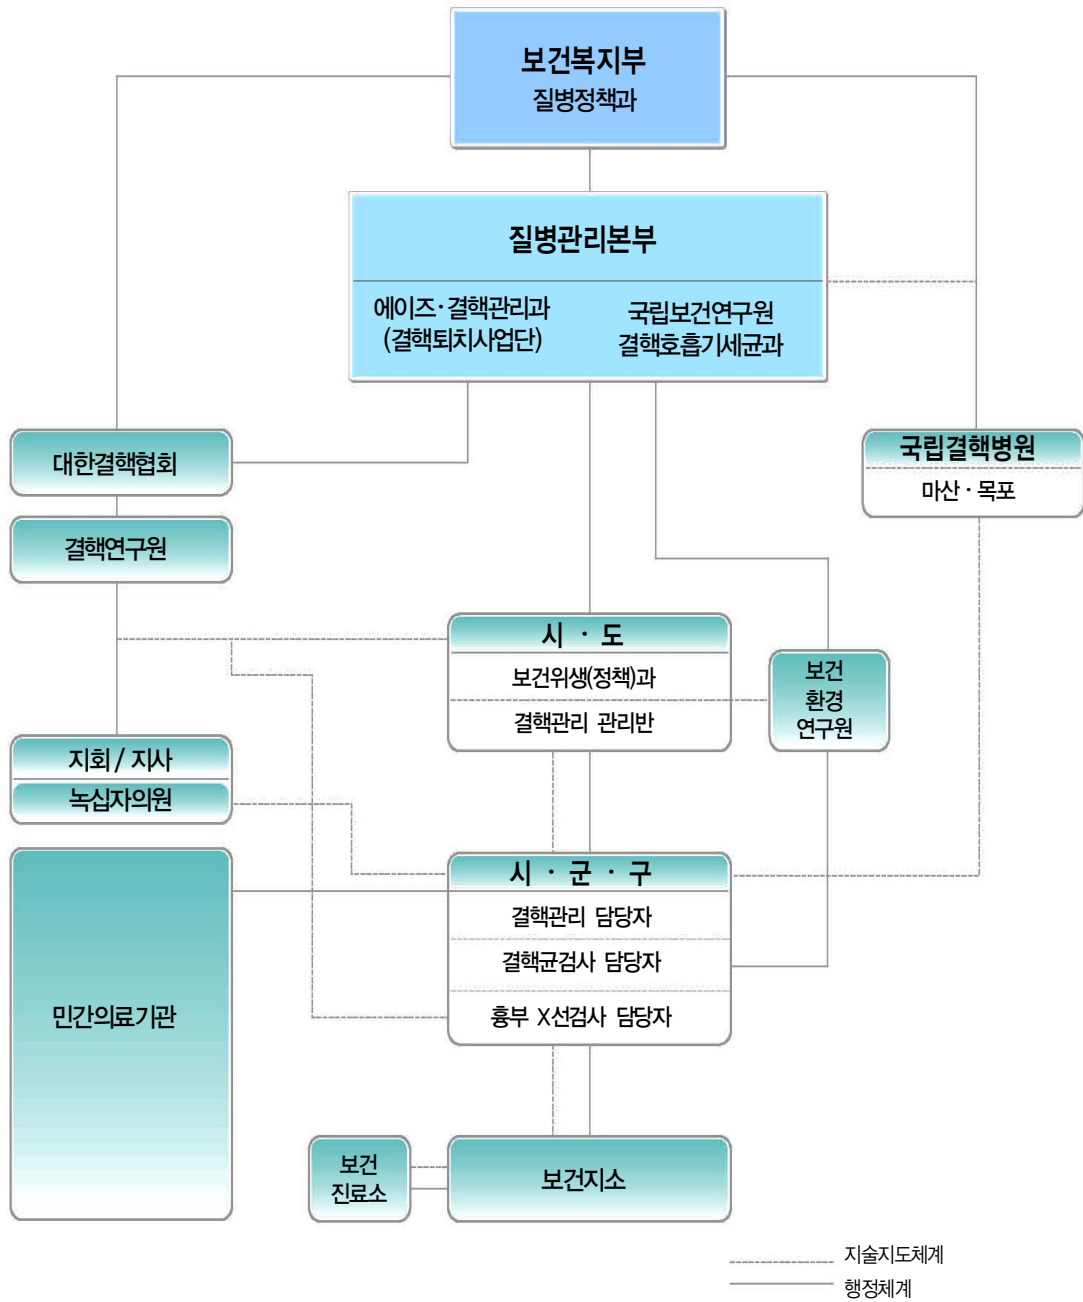 보건복지부
질병정책과
질병관리본부
에이즈·결핵관리과
(결핵퇴치사업단)
국립보건연구원
결핵호흡기세균과
대한결핵협회
결핵연구원
국립결핵병원
마산·목포
시·도
보건위생(정책)과
결핵관리 관리반
보건
환경
연구원
지회/지사
녹십자의원
민간의료기관
시·군·구
결핵관리 담당자
결핵균검사 담당자
흉부 X선검사 담당자
보건
진료소
보건지소
지술지도체계
행정체계